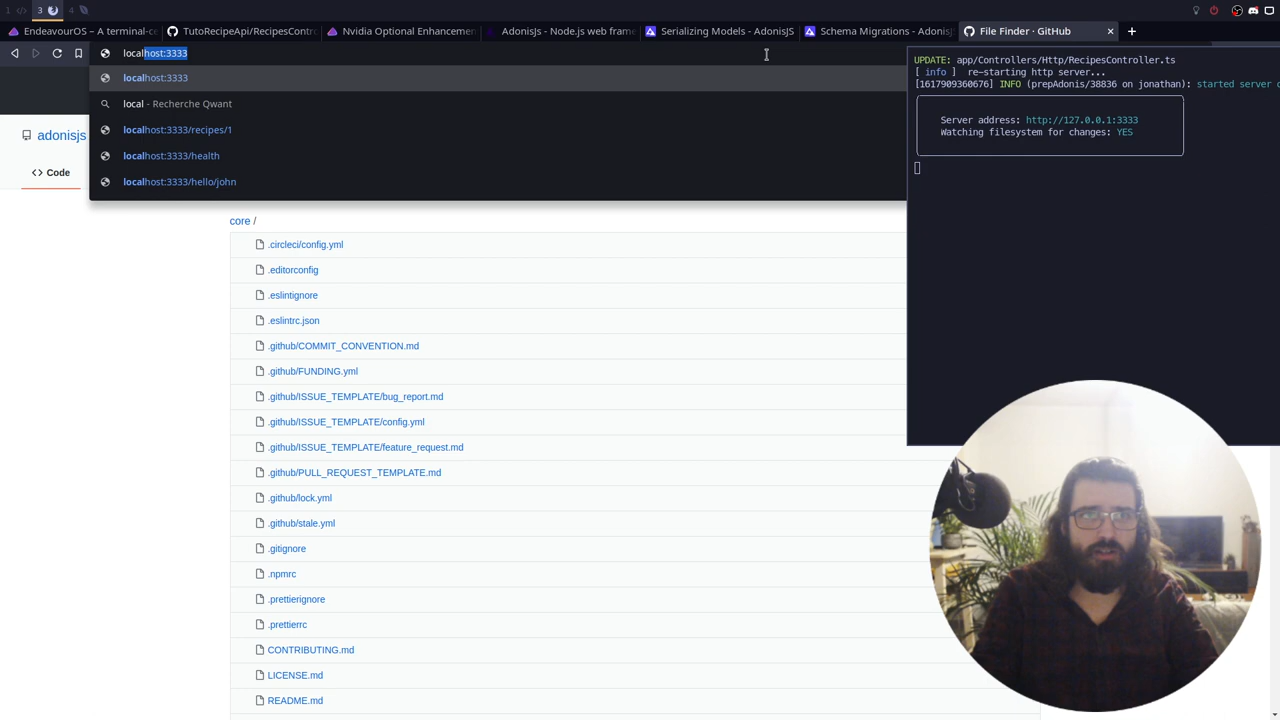 1 </> 3 4
EndeavourOS – A terminal-ce
TutoRecipeApi/RecipesContro
Nvidia Optional Enhancemen
AdonisJs - Node.js web frame
Serializing Models - AdonisJS
Schema Migrations - Adonis
File Finder · GitHub
localhost:3333
localhost:3333
local - Recherche Qwant
localhost:3333/recipes/1
localhost:3333/health
localhost:3333/hello/john
adonisjs
<> Code
core /
.circleci/config.yml
.editorconfig
.eslintignore
.eslintrc.json
.github/COMMIT_CONVENTION.md
.github/FUNDING.yml
.github/ISSUE_TEMPLATE/bug_report.md
.github/ISSUE_TEMPLATE/config.yml
.github/ISSUE_TEMPLATE/feature_request.md
.github/PULL_REQUEST_TEMPLATE.md
.github/lock.yml
.github/stale.yml
.gitignore
.npmrc
.prettierignore
.prettierrc
CONTRIBUTING.md
LICENSE.md
README.md
UPDATE: app/Controllers/Http/RecipesController.ts
[ info ] re-starting http server...
[1617909360676] INFO (prepAdonis/38836 on jonathan): started server o
Server address: http://127.0.0.1:3333
Watching filesystem for changes: YES